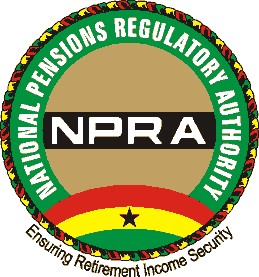 NATIONAL PENSIONS REGULATORY AUTHORITY
NPRA
Ensuring Retirement Income Security